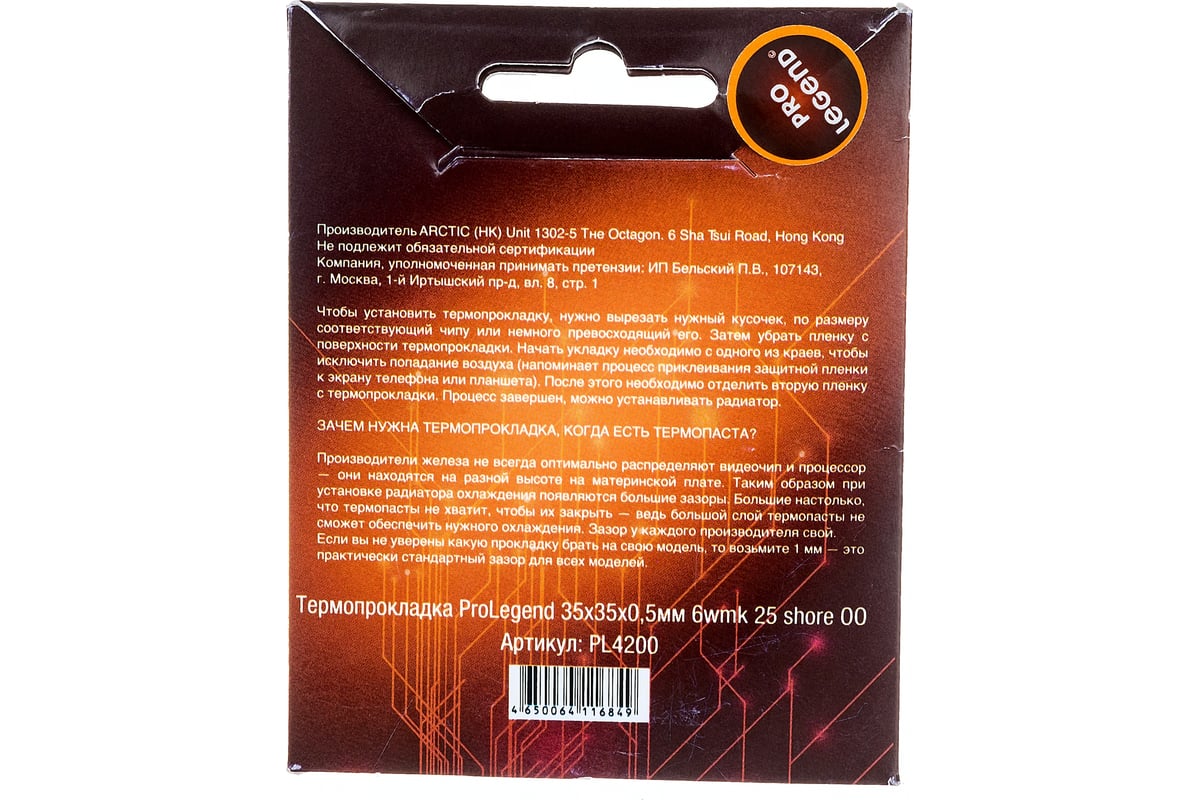 PRO
LEGEND©
Производитель ARCTIC (HK) Unit 1302-5 The Octagon. 6 Sha Tsui Road, Hong Kong
Не подлежит обязательной сертификации
Компания, уполномоченная принимать претензии: ИП Бельский П.В., 107143,
г. Москва, 1-й Иртышский пр-д, вл. 8, стр. 1
Чтобы установить термопрокладку, нужно вырезать нужный кусочек, по размеру
соответствующий чипу или немного превосходящий его. Затем убрать пленку с
поверхности термопрокладки. Начать укладку необходимо с одного из краев, чтобы
исключить попадание воздуха (напоминает процесс приклеивания защитной пленки
к экрану телефона или планшета). После этого необходимо отделить вторую пленку
с термопрокладки. Процесс завершен, можно устанавливать радиатор.
ЗАЧЕМ НУЖНА ТЕРМОПРОКЛАДКА, КОГДА ЕСТЬ ТЕРМОПАСТА?
Производители железа не всегда оптимально распределяют видеочип и процессор
— они находятся на разной высоте на материнской плате. Таким образом при
установке радиатора охлаждения появляются большие зазоры. Большие настолько,
что термопасты не хватит, чтобы их закрыть — ведь большой слой термопасты не
сможет обеспечить нужного охлаждения. Зазор у каждого производителя свой.
Если вы не уверены какую прокладку брать на свою модель, то возьмите 1 мм — это
практически стандартный зазор для всех моделей.
Термопрокладка ProLegend 35x35x0,5мм 6wmk 25 shore OO
Артикул: PL4200
4 650064 116849